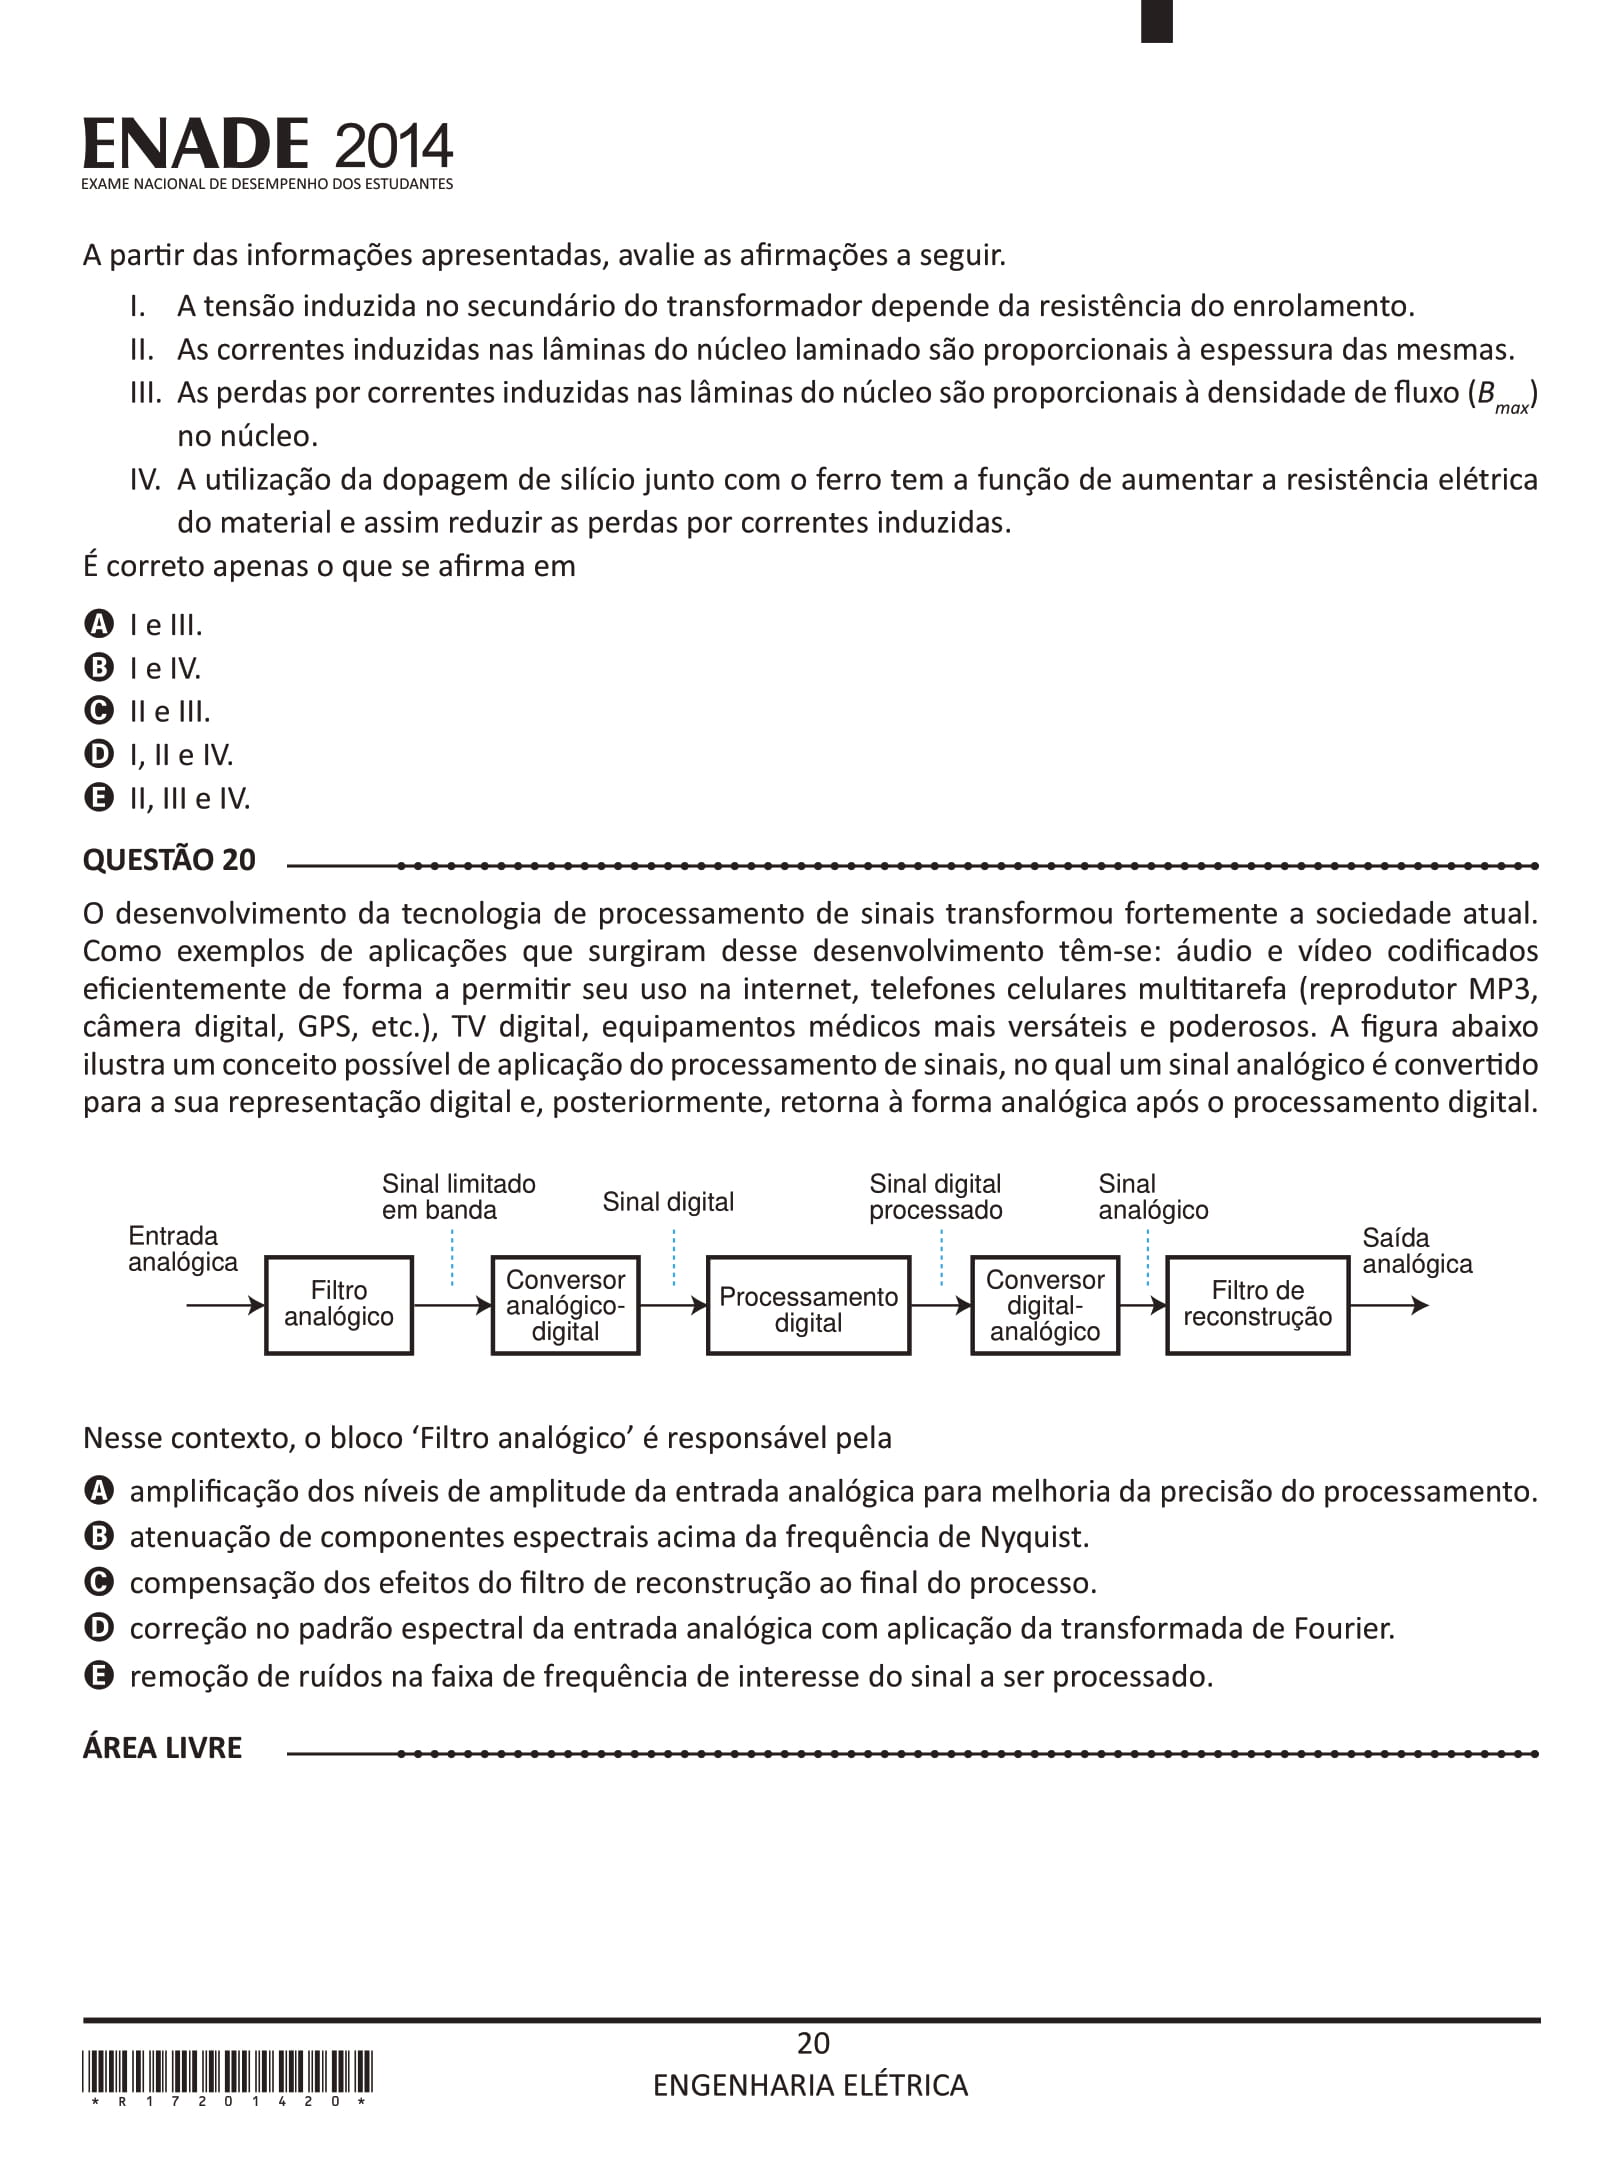 ENADE 2014
EXAME NACIONAL DE DESEMPENHO DOS ESTUDANTES
A partir das informações apresentadas, avalie as afirmações a seguir.
I. A tensão induzida no secundário do transformador depende da resistência do enrolamento.
II. As correntes induzidas nas lâminas do núcleo laminado são proporcionais à espessura das mesmas.
III. As perdas por correntes induzidas nas lâminas do núcleo são proporcionais à densidade de fluxo (Bmax)
no núcleo.
IV. A utilização da dopagem de silício junto com o ferro tem a função de aumentar a resistência elétrica
do material e assim reduzir as perdas por correntes induzidas.
É correto apenas o que se afirma em
A I e III.
B I e IV.
C II e III.
D I, II e IV.
E II, III e IV.
QUESTÃO 20
O desenvolvimento da tecnologia de processamento de sinais transformou fortemente a sociedade atual.
Como exemplos de aplicações que surgiram desse desenvolvimento têm-se: áudio e vídeo codificados
eficientemente de forma a permitir seu uso na internet, telefones celulares multitarefa (reprodutor MP3,
câmera digital, GPS, etc.), TV digital, equipamentos médicos mais versáteis e poderosos. A figura abaixo
ilustra um conceito possível de aplicação do processamento de sinais, no qual um sinal analógico é convertido
para a sua representação digital e, posteriormente, retorna à forma analógica após o processamento digital.
Entrada
analógica
Filtro
analógico
Sinal limitado
em banda
Conversor
analógico-
digital
Sinal digital
Processamento
digital
Sinal digital
processado
Conversor
digital-
analógico
Sinal
analógico
Filtro de
reconstrução
Saída
analógica
Nesse contexto, o bloco ‘Filtro analógico’ é responsável pela
A amplificação dos níveis de amplitude da entrada analógica para melhoria da precisão do processamento.
B atenuação de componentes espectrais acima da frequência de Nyquist.
C compensação dos efeitos do filtro de reconstrução ao final do processo.
D correção no padrão espectral da entrada analógica com aplicação da transformada de Fourier.
E remoção de ruídos na faixa de frequência de interesse do sinal a ser processado.
ÁREA LIVRE
20
ENGENHARIA ELÉTRICA
* R 1 7 2 0 1 4 2 0 *